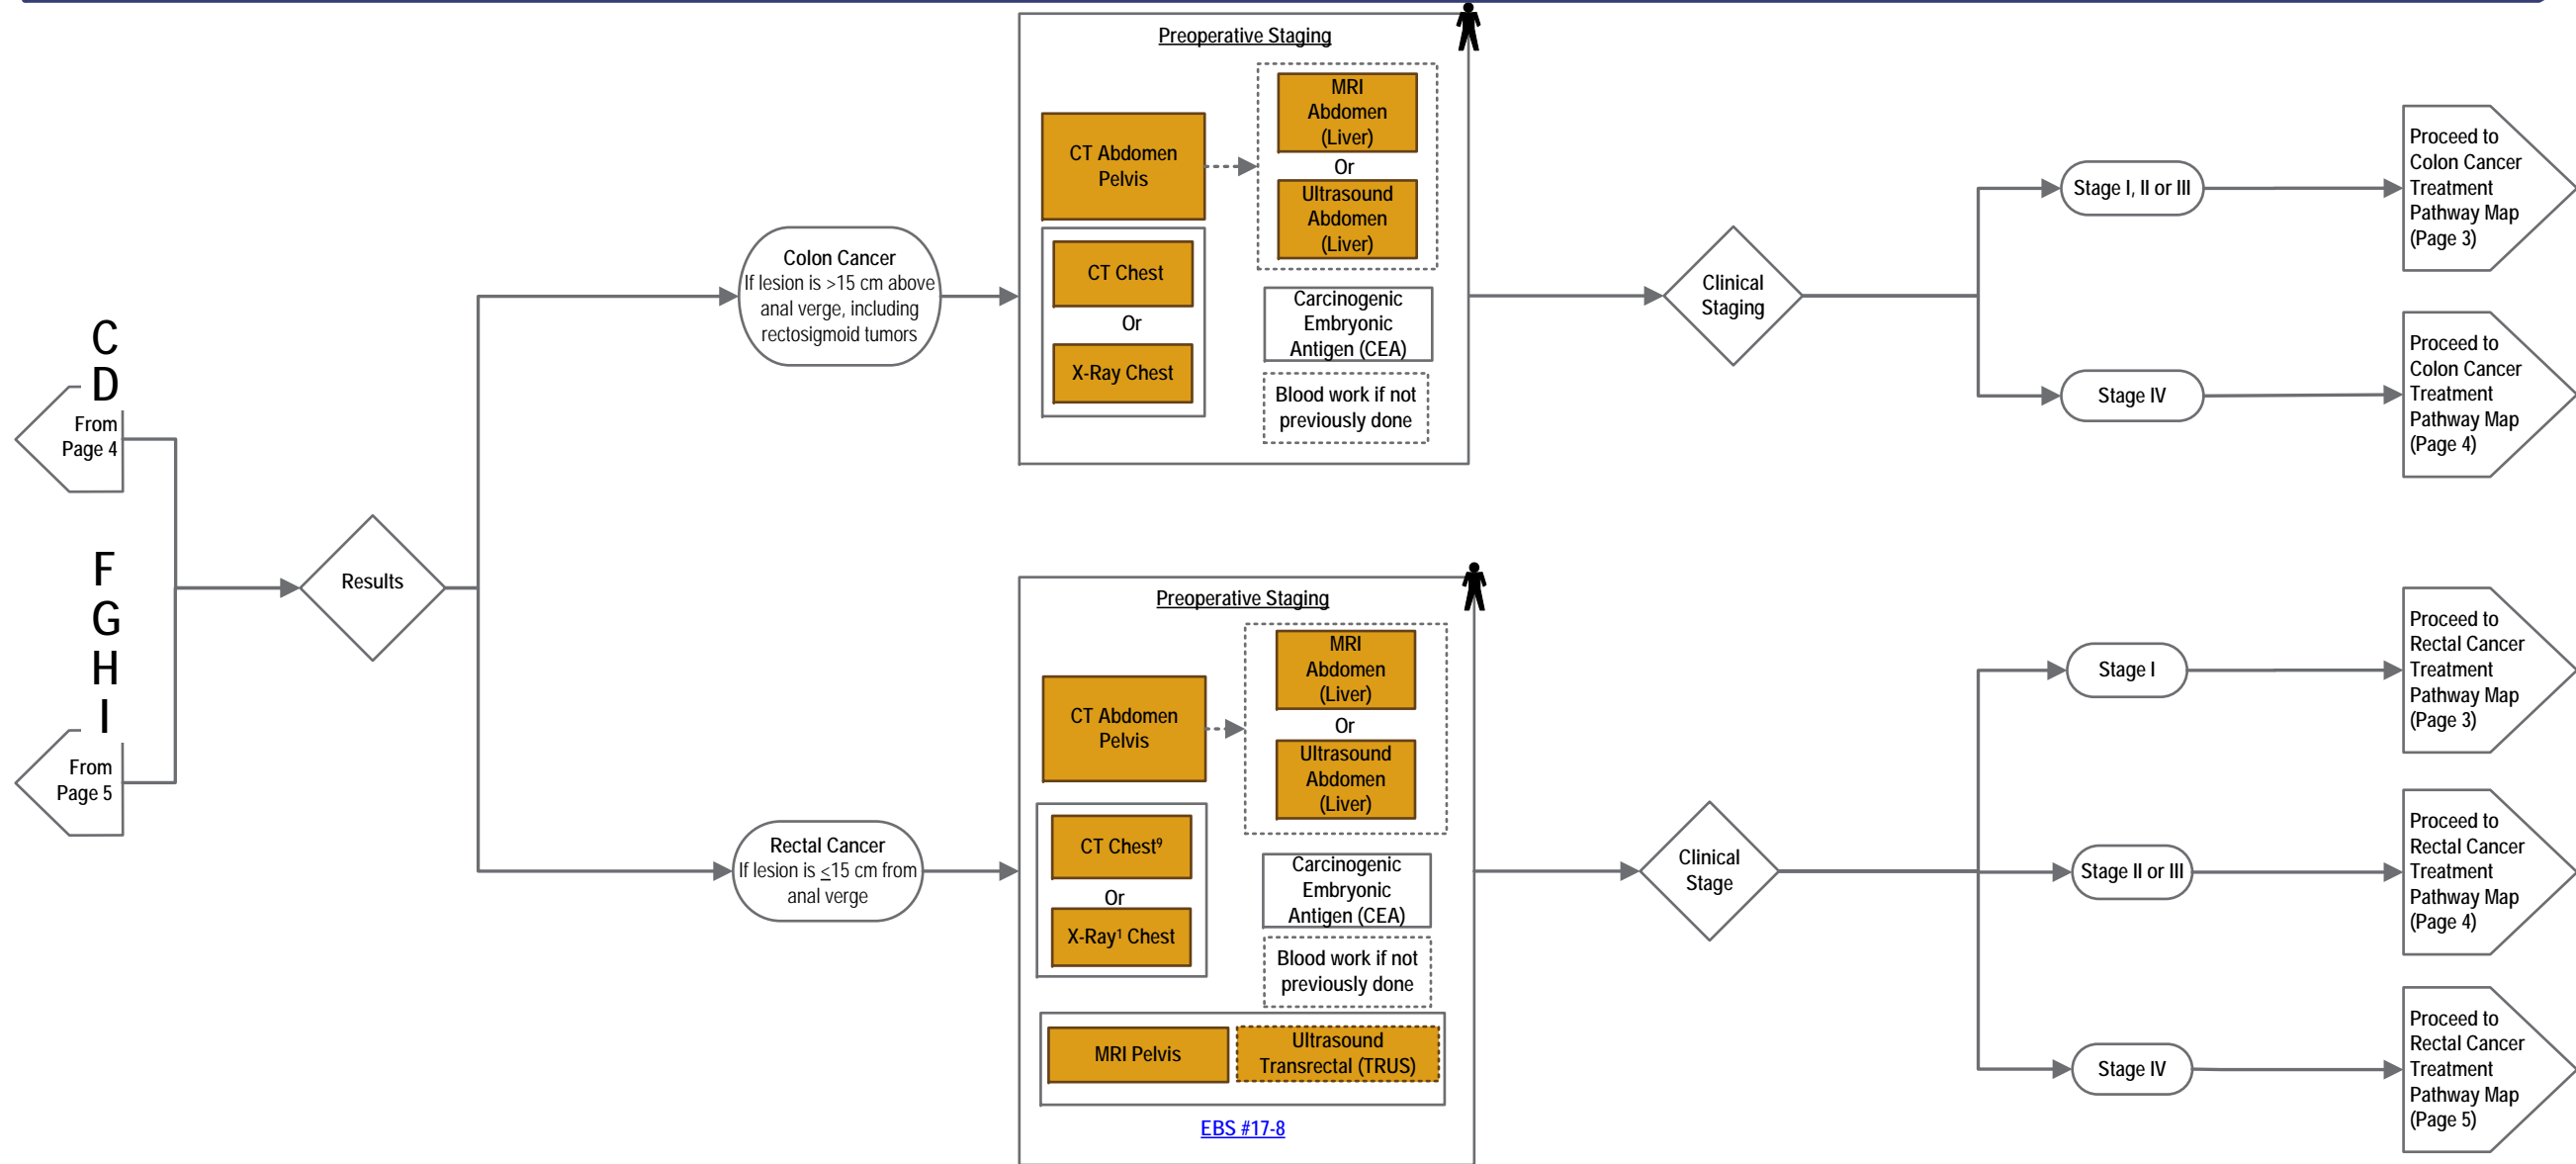 C
D
From
Page 4
F
G
H
I
From
Page 5
Results
Colon Cancer
If lesion is >15 cm above
anal verge, including
rectosigmoid tumors
Preoperative Staging
CT Abdomen
Pelvis
MRI
Abdomen
(Liver)
Or
Ultrasound
Abdomen
(Liver)
CT Chest
Or
X-Ray Chest
Carcinogenic
Embryonic
Antigen (CEA)
Blood work if not
previously done
Clinical
Staging
Stage I, II or III
Proceed to
Colon Cancer
Treatment
Pathway Map
(Page 3)
Stage IV
Proceed to
Colon Cancer
Treatment
Pathway Map
(Page 4)
Rectal Cancer
If lesion is ≤15 cm from
anal verge
Preoperative Staging
CT Abdomen
Pelvis
MRI
Abdomen
(Liver)
Or
Ultrasound
Abdomen
(Liver)
CT Chest⁹
Or
X-Ray¹ Chest
Carcinogenic
Embryonic
Antigen (CEA)
Blood work if not
previously done
MRI Pelvis
Ultrasound
Transrectal (TRUS)
EBS #17-8
Clinical
Stage
Stage I
Proceed to
Rectal Cancer
Treatment
Pathway Map
(Page 3)
Stage II or III
Proceed to
Rectal Cancer
Treatment
Pathway Map
(Page 4)
Stage IV
Proceed to
Rectal Cancer
Treatment
Pathway Map
(Page 5)